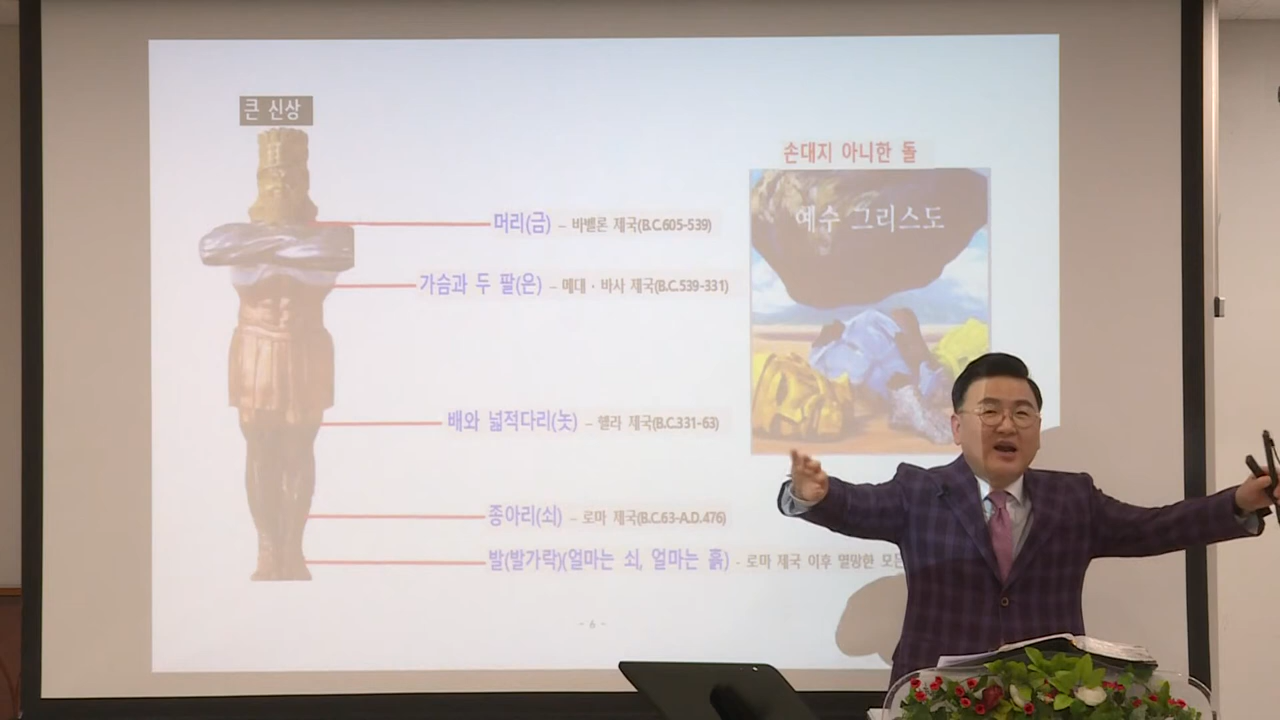 큰 신상
손대지 아니한 돌
예수 그리스도
머리(금) – 바벨론 제국(B.C.605-539)
가슴과 두 팔(은) – 메대 · 바사 제국(B.C.539-331)
배와 넓적다리(놋) – 헬라 제국(B.C.331-63)
종아리(쇠) – 로마 제국(B.C.63-A.D.476)
발(발가락)(얼마는 쇠, 얼마는 흙) - 로마 제국 이후 멸망한 모든
- 6 -